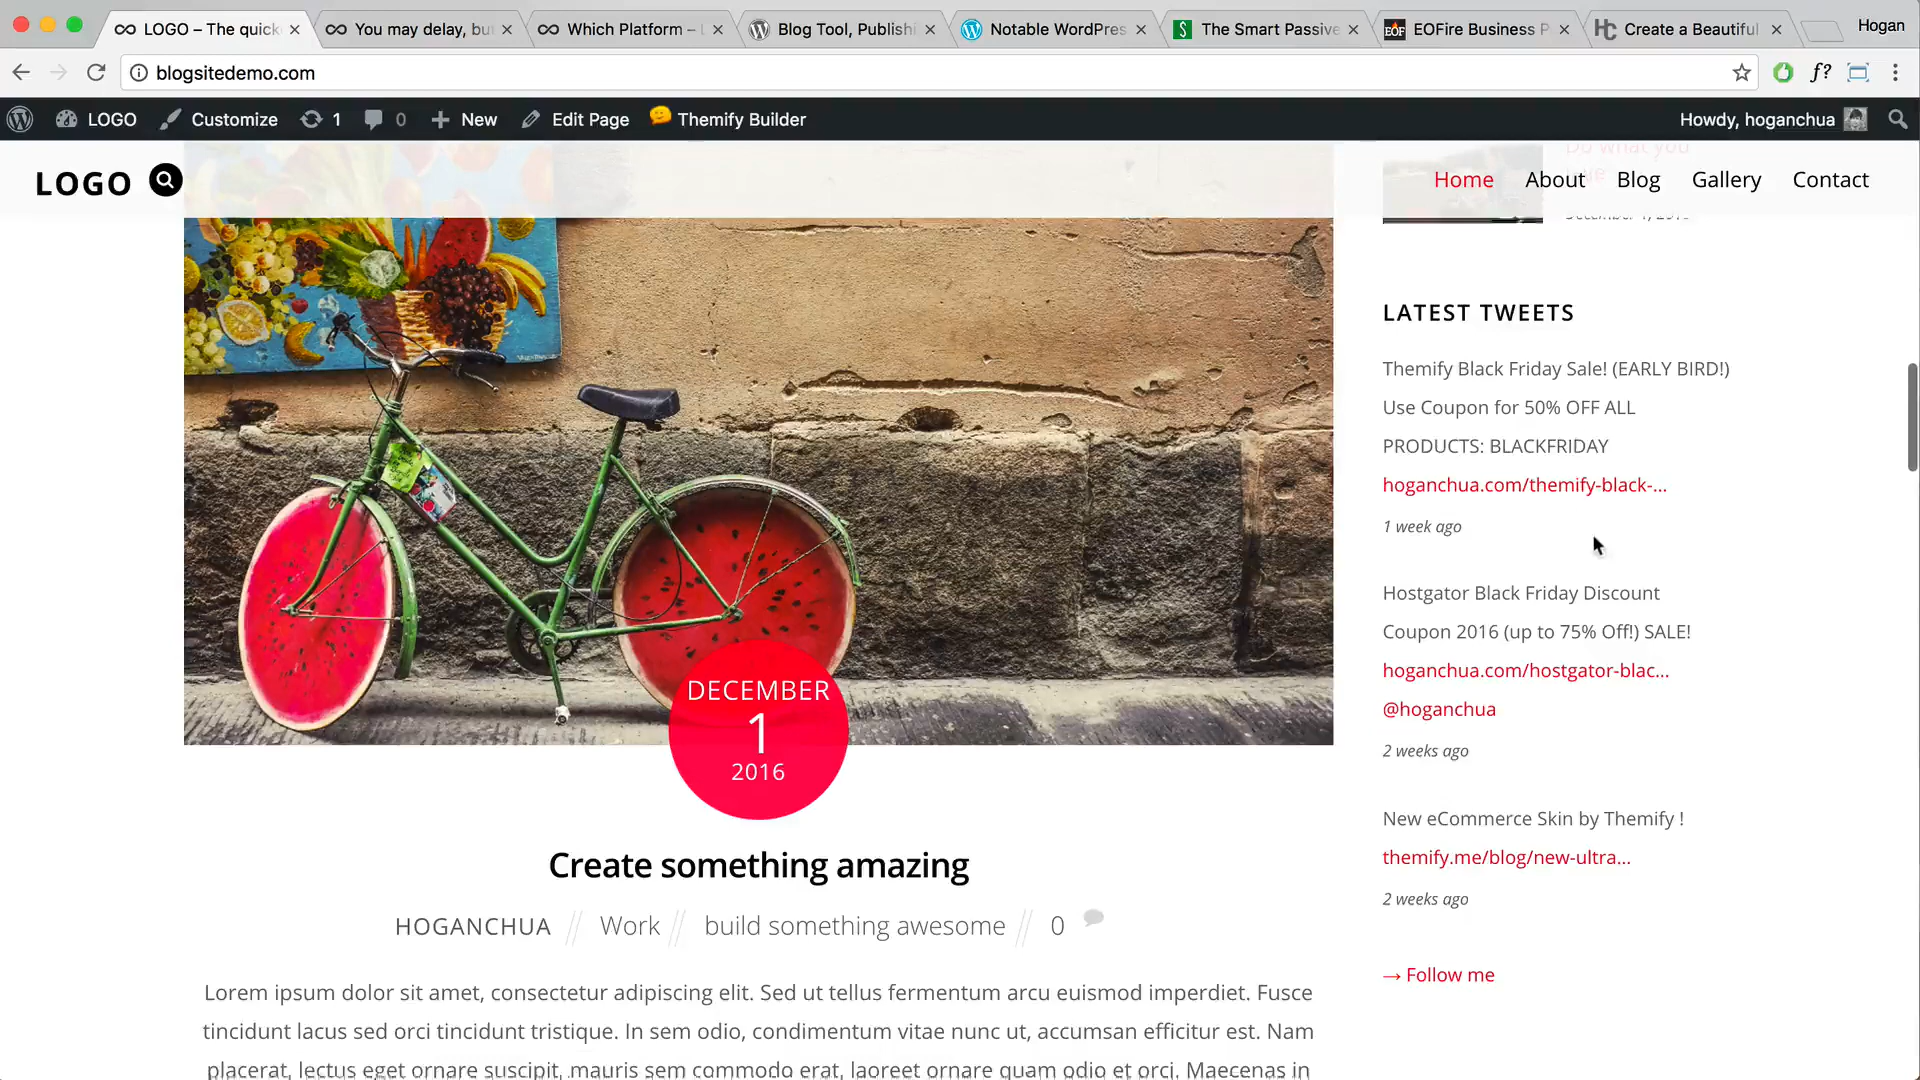 LOGO – The quick
You may delay, bu
Which Platform –
Blog Tool, Publishi
Notable WordPres
The Smart Passive
EOFire Business P
Create a Beautiful
Hogan
blogsitedemo.com
f?
LOGO
Customize
1
0
New
Edit Page
Themify Builder
Howdy, hoganchua
LOGO
Home
About
Blog
Gallery
Contact
Do what you
LATEST TWEETS
Themify Black Friday Sale! (EARLY BIRD!)
Use Coupon for 50% OFF ALL
PRODUCTS: BLACKFRIDAY
hoganchua.com/themify-black-...
1 week ago
Hostgator Black Friday Discount
Coupon 2016 (up to 75% Off!) SALE!
hoganchua.com/hostgator-blac...
@hoganchua
2 weeks ago
New eCommerce Skin by Themify !
themify.me/blog/new-ultra...
2 weeks ago
→ Follow me
DECEMBER
1
2016
Create something amazing
HOGANCHUA // Work // build something awesome // 0
Lorem ipsum dolor sit amet, consectetur adipiscing elit. Sed ut tellus fermentum arcu euismod imperdiet. Fusce
tincidunt lacus sed orci tincidunt tristique. In sem odio, condimentum vitae nunc ut, accumsan efficitur est. Nam
placerat, lectus eget ornare suscipit, mauris sem commodo erat, laoreet ornare quam odio et orci. Maecenas in